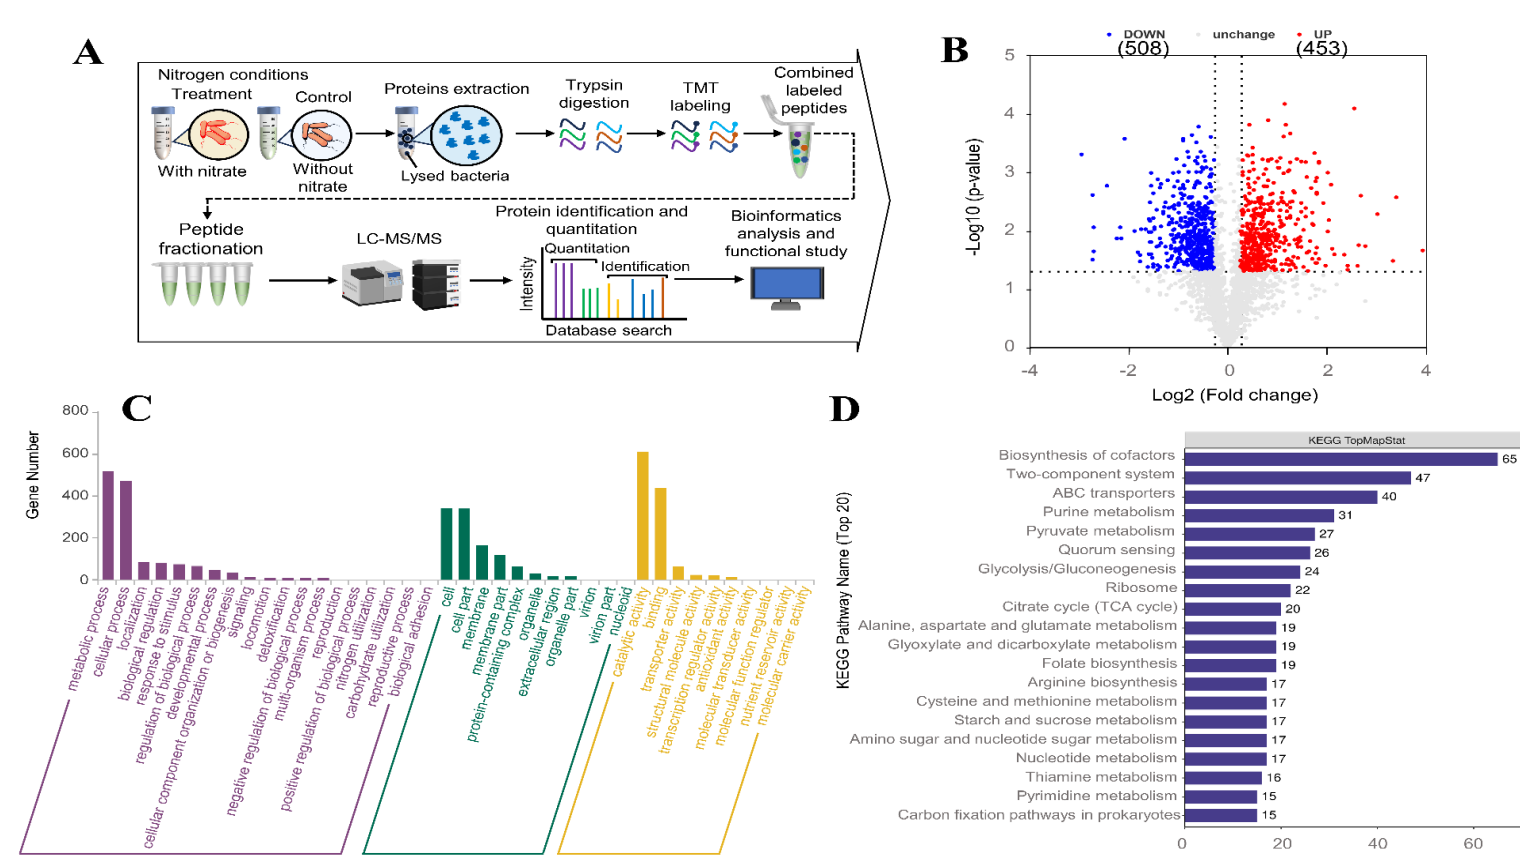 A
Nitrogen conditions
Treatment
Control
With nitrate
Without
nitrate
Proteins extraction
Lysed bacteria
Trypsin
digestion
TMT
labeling
Combined
labeled
peptides
Peptide
fractionation
LC-MS/MS
Protein identification and
quantitation
Quantitation
Identification
Intensity
Database search
Bioinformatics
analysis and
functional study
B
DOWN
(508)
unchange
UP
(453)
-Log10 (p-value)
5
4
3
2
1
0
-4
-2
0
2
4
Log2 (Fold change)
C
Gene Number
800
600
400
200
0
metabolic process
cellular process
localization
biological regulation
response to stimulus
regulation of biological process
developmental process
cellular component organization or biogenesis
signaling
locomotion
detoxification
negative regulation of biological process
multi-organism process
reproduction
positive regulation of biological process
nitrogen utilization
carbohydrate utilization
reproductive process
biological adhesion
cell
cell part
membrane
membrane part
protein-containing complex
organelle
extracellular region
organelle part
virion
virion part
nucleoid
catalytic activity
binding
transporter activity
structural molecule activity
transcription regulator activity
antioxidant activity
molecular transducer activity
molecular function regulator
nutrient reservoir activity
molecular carrier activity
D
KEGG TopMapStat
KEGG Pathway Name (Top 20)
Biosynthesis of cofactors 65
Two-component system 47
ABC transporters 40
Purine metabolism 31
Pyruvate metabolism 27
Quorum sensing 26
Glycolysis/Gluconeogenesis 24
Ribosome 22
Citrate cycle (TCA cycle) 20
Alanine, aspartate and glutamate metabolism 19
Glyoxylate and dicarboxylate metabolism 19
Folate biosynthesis 19
Arginine biosynthesis 17
Cysteine and methionine metabolism 17
Starch and sucrose metabolism 17
Amino sugar and nucleotide sugar metabolism 17
Nucleotide metabolism 17
Thiamine metabolism 16
Pyrimidine metabolism 15
Carbon fixation pathways in prokaryotes 15
0
20
40
60